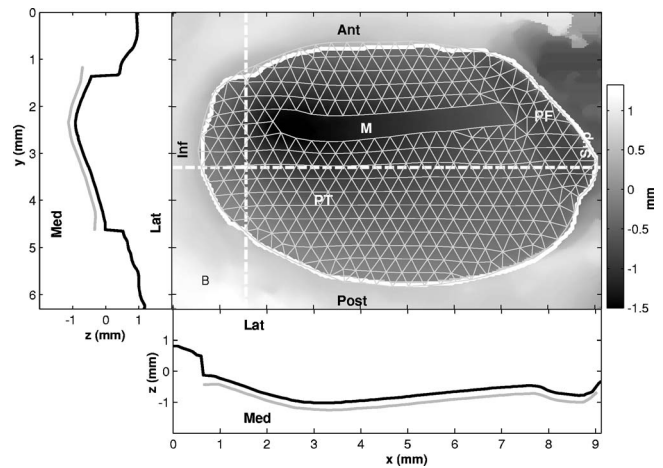 0
1
2
3
4
5
6
y (mm)
Med
Lat
-1 0 1
z (mm)
Ant
Inf
M
PF
Sup
PT
B
Post
1
0.5
0
-0.5
-1
-1.5
mm
Lat
1
0
-1
z (mm)
Med
0 1 2 3 4 5 6 7 8 9
x (mm)